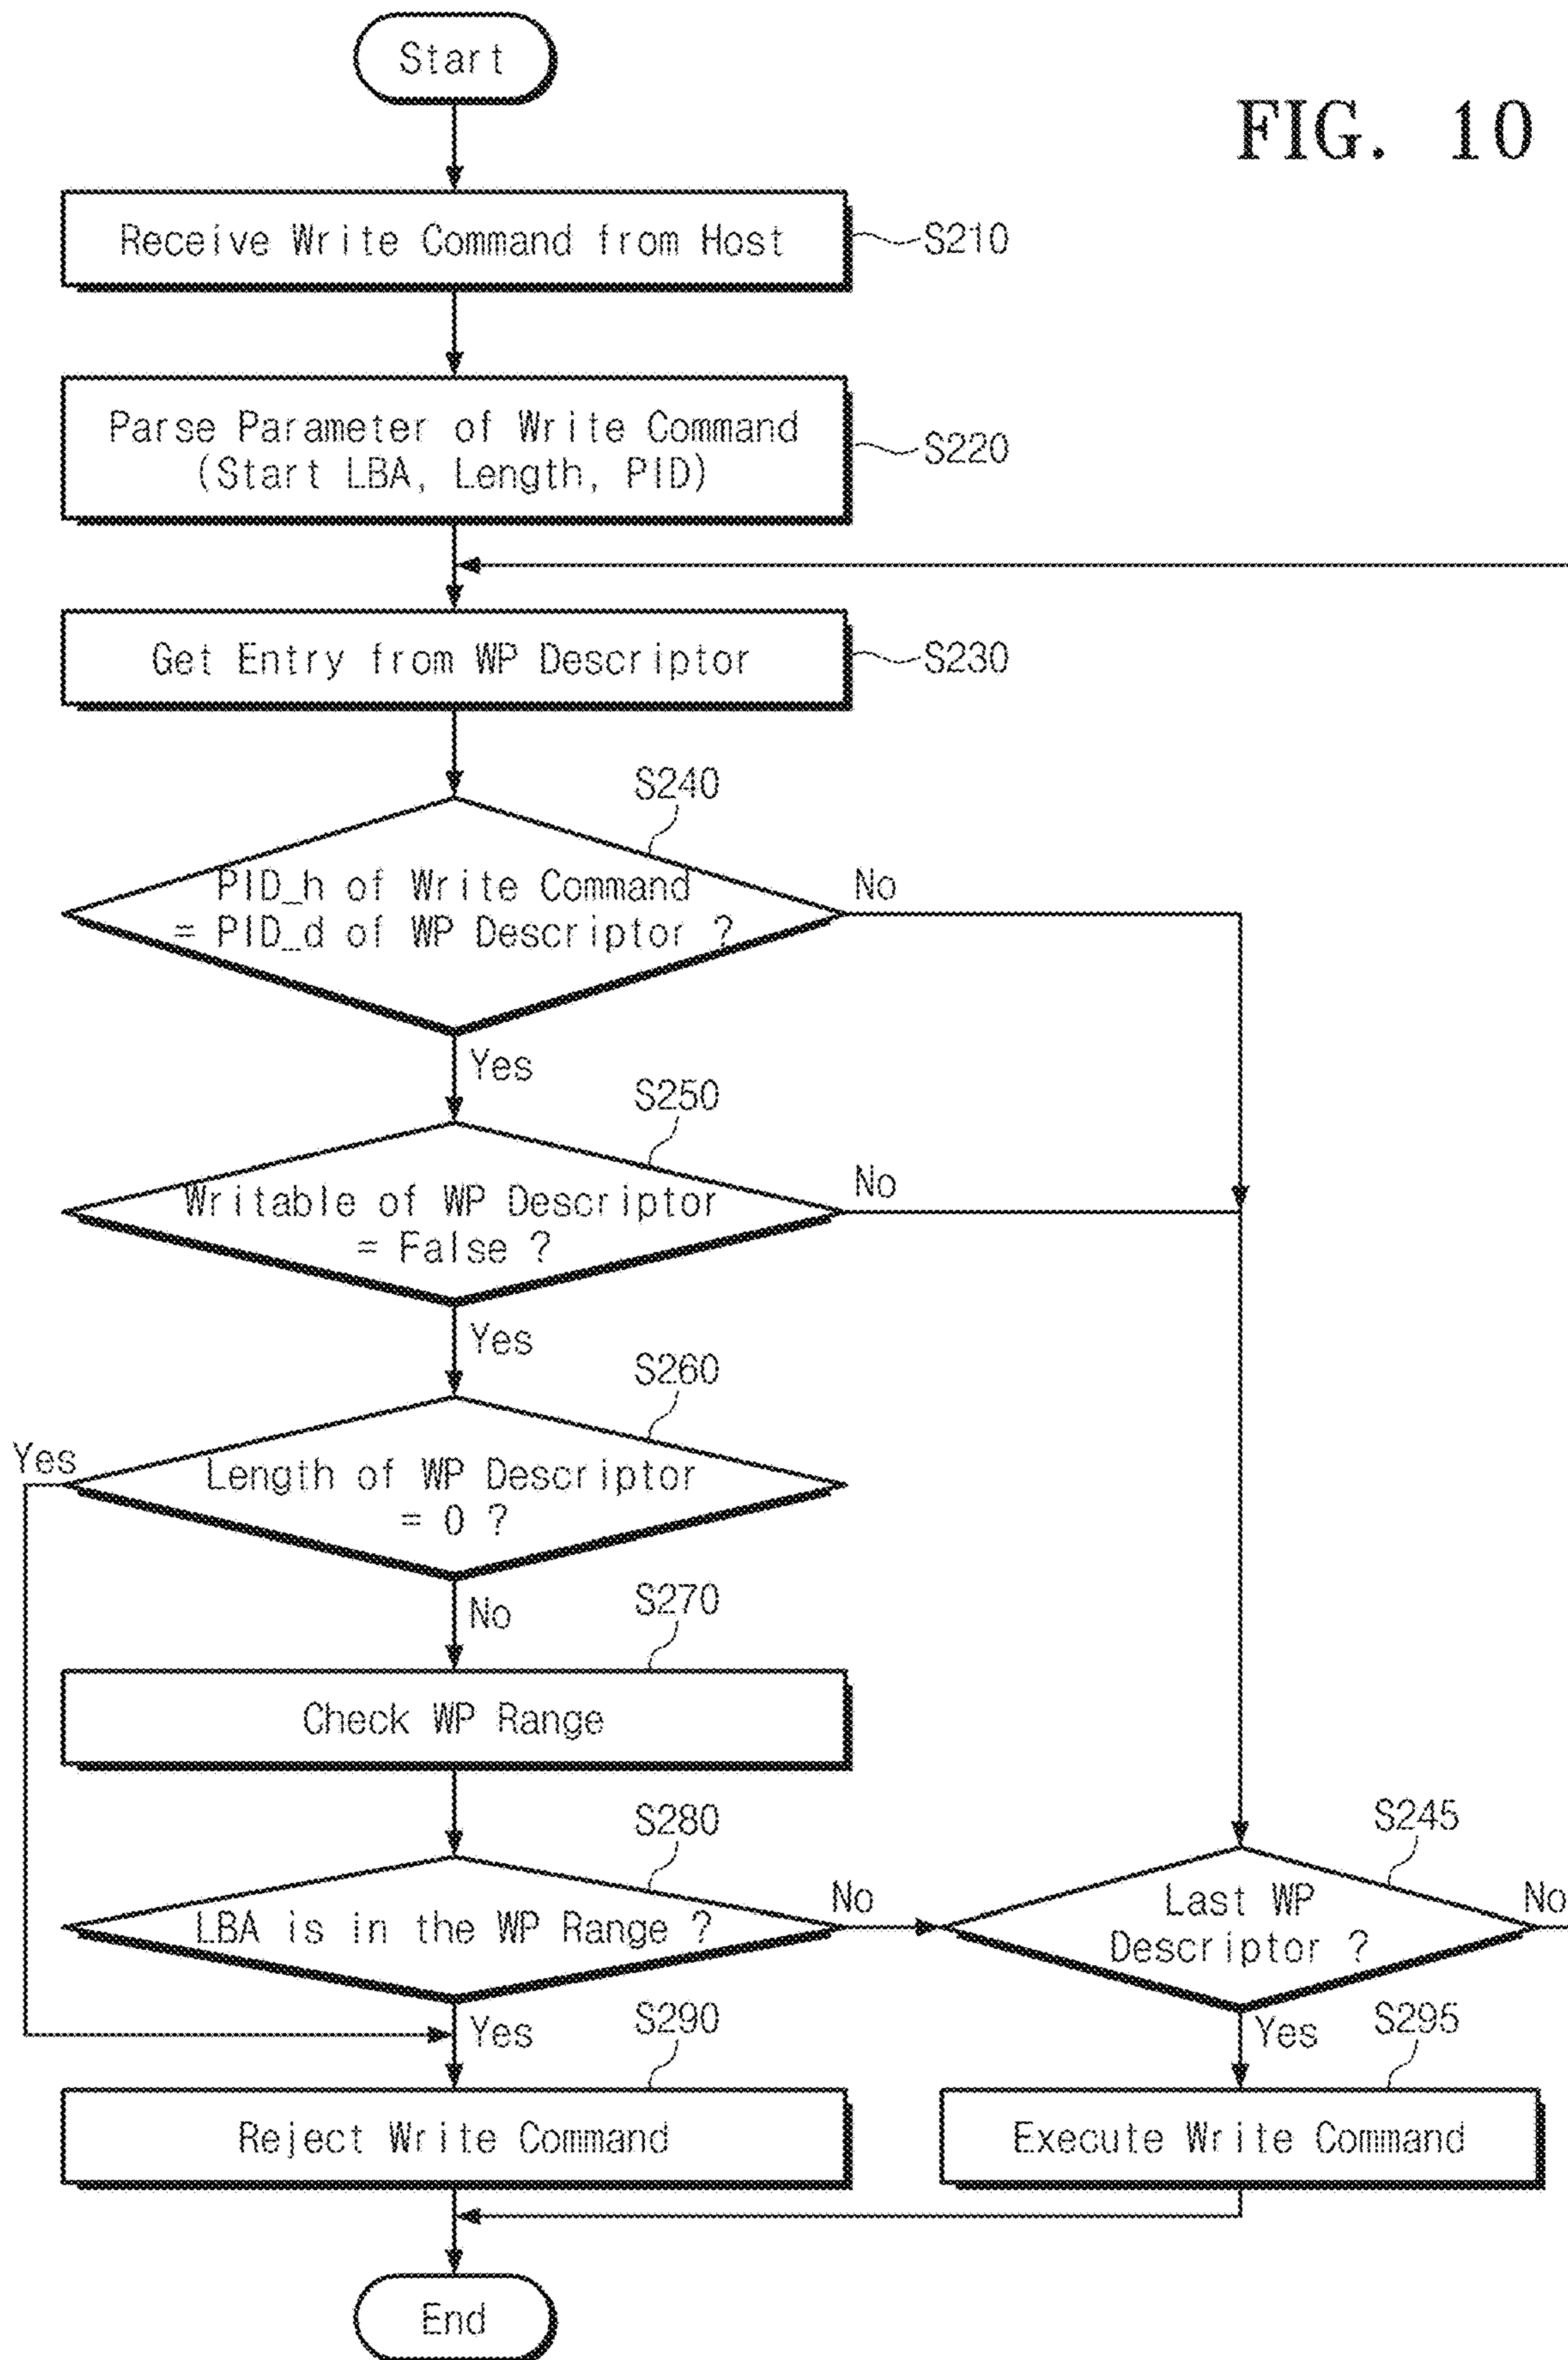 Start
FIG. 10
Receive Write Command from Host
S210
Parse Parameter of Write Command
(Start LBA, Length, PID)
S220
Get Entry from WP Descriptor
S230
S240
PID_h of Write Command
= PID_d of WP Descriptor ?
No
Yes
S250
Writable of WP Descriptor
= False ?
No
Yes
S260
Yes
Length of WP Descriptor
= 0 ?
No
S270
Check WP Range
S280
LBA is in the WP Range ?
No
S245
Last WP
Descriptor ?
No
Yes
S290
Yes
S295
Reject Write Command
Execute Write Command
End